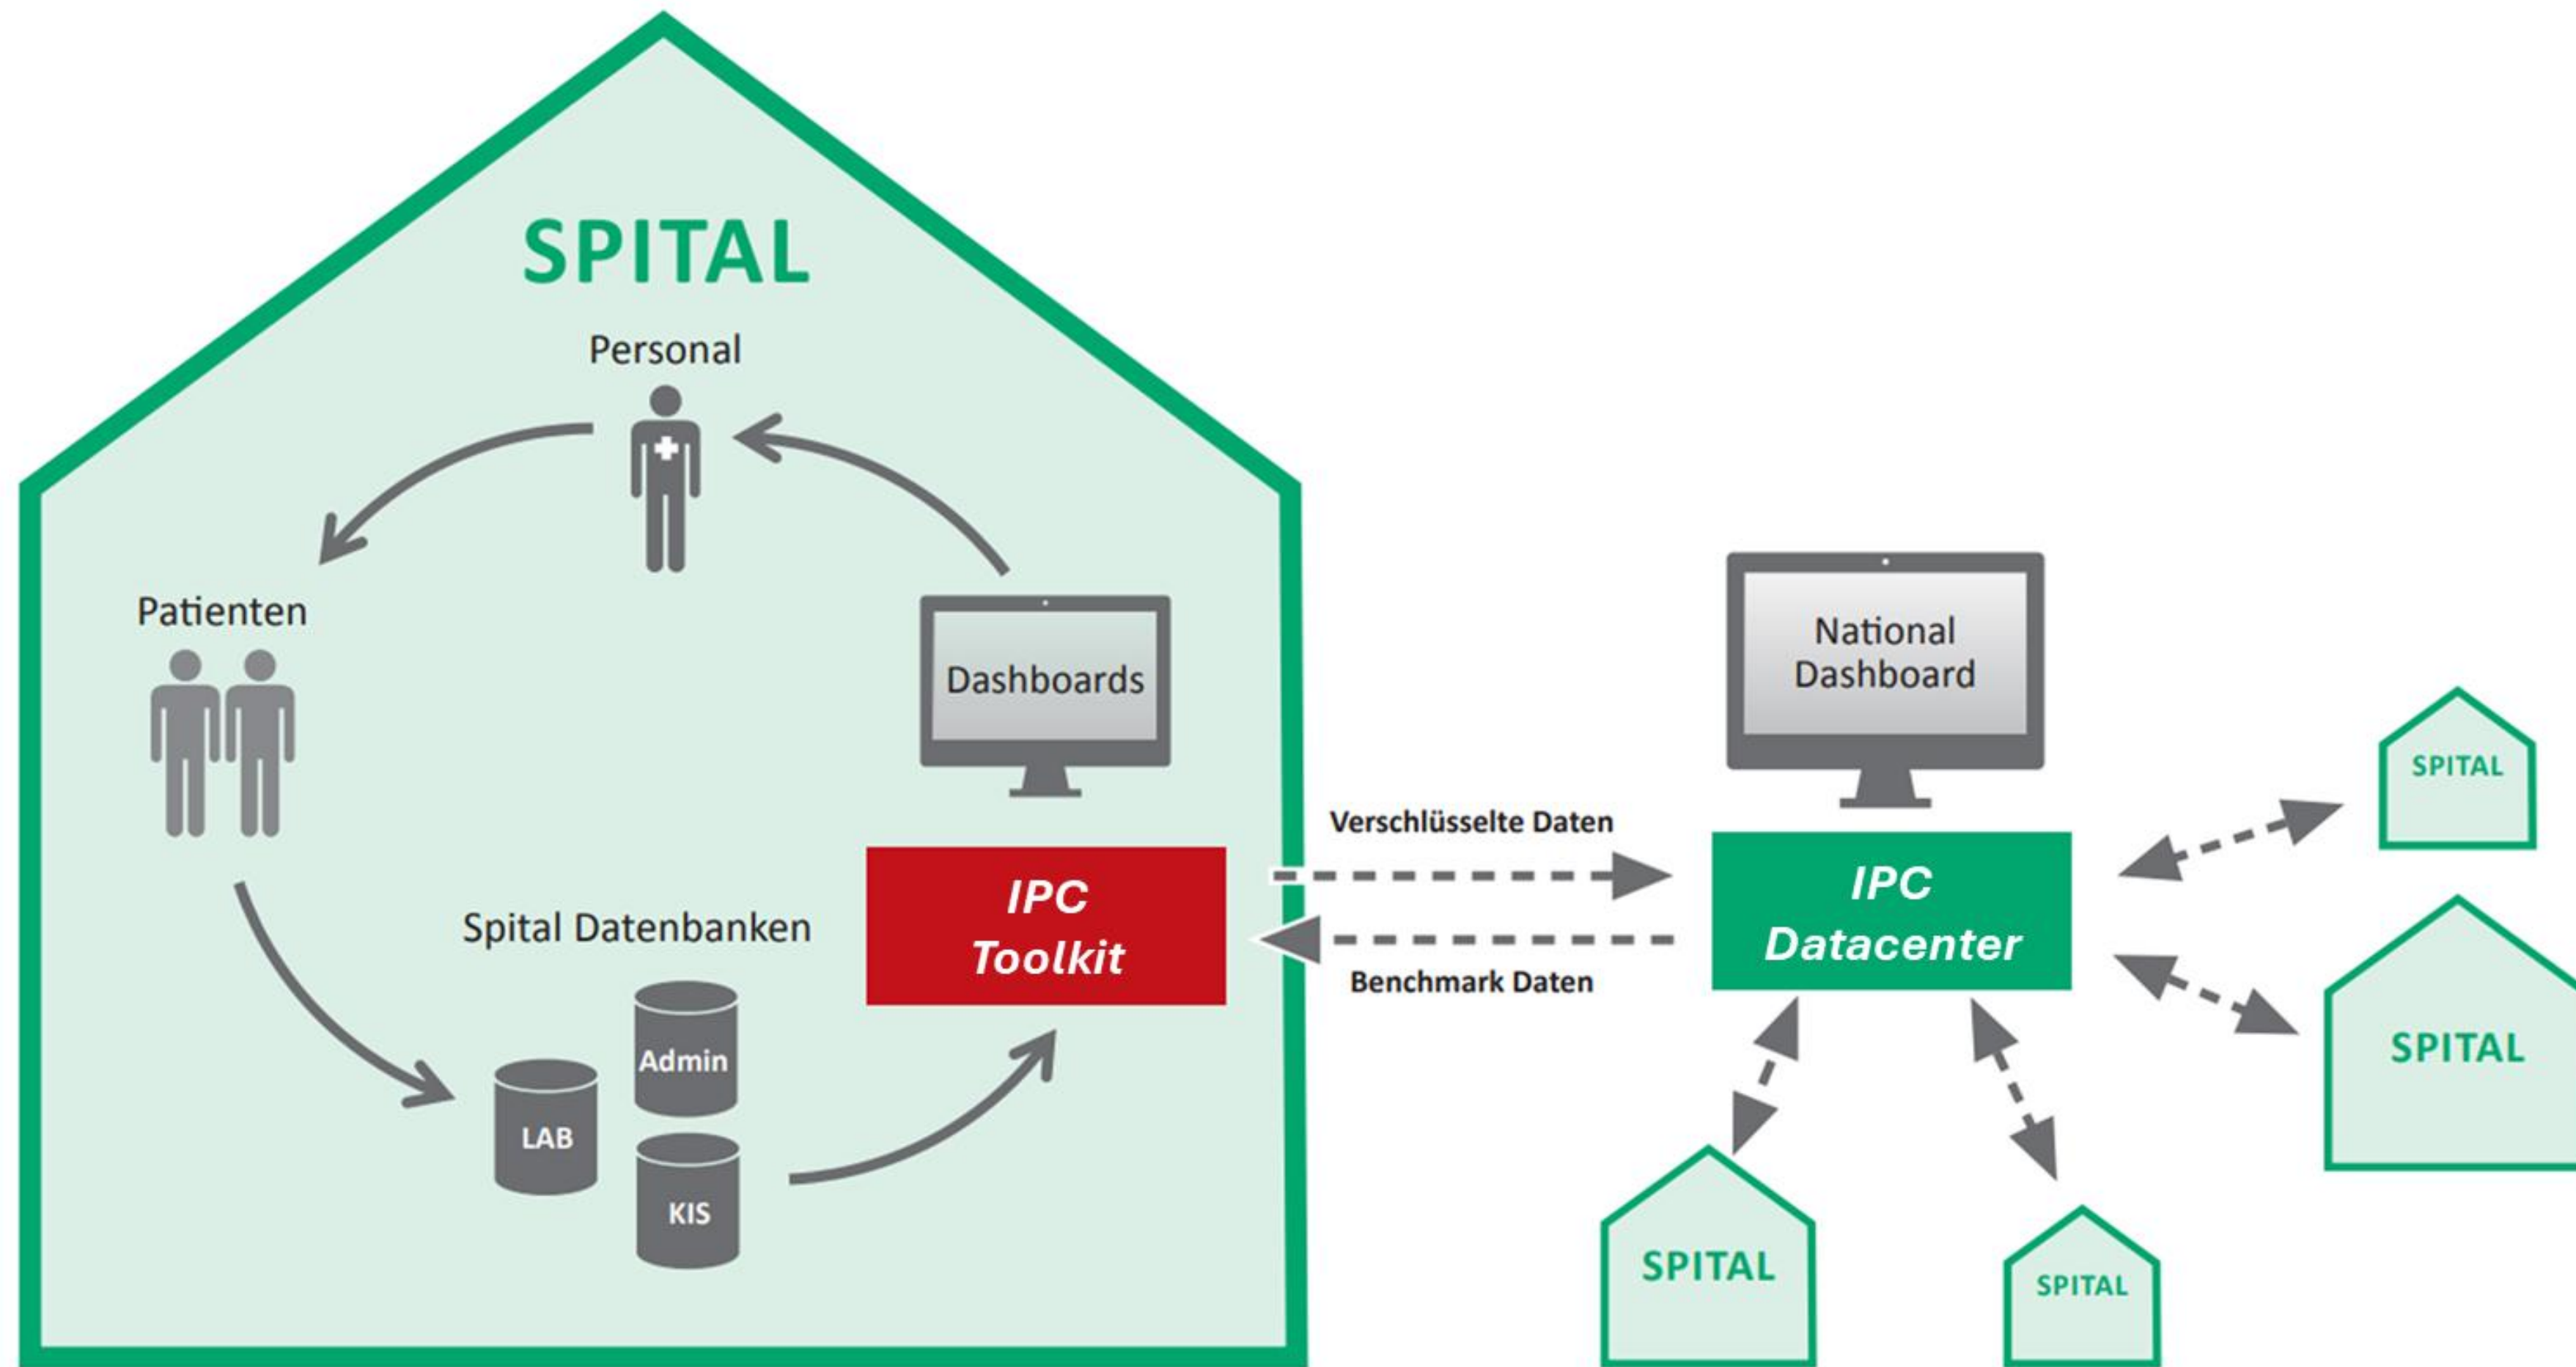 SPITAL
Personal
Patienten
Dashboards
Spital Datenbanken
IPC
Toolkit
Admin
LAB
KIS
Verschlüsselte Daten
Benchmark Daten
National
Dashboard
IPC
Datacenter
SPITAL
SPITAL
SPITAL
SPITAL